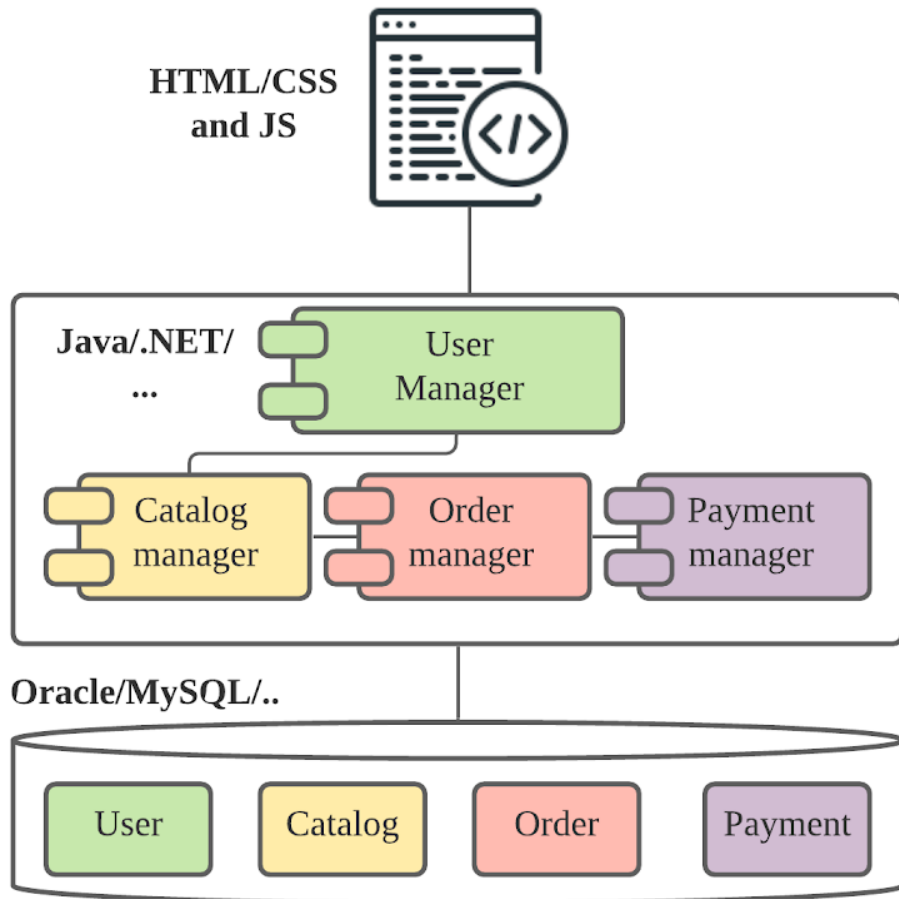 HTML/CSS
and JS
</>
Java/.NET/
...
User
Manager
Catalog
manager
Order
manager
Payment
manager
Oracle/MySQL/..
User
Catalog
Order
Payment